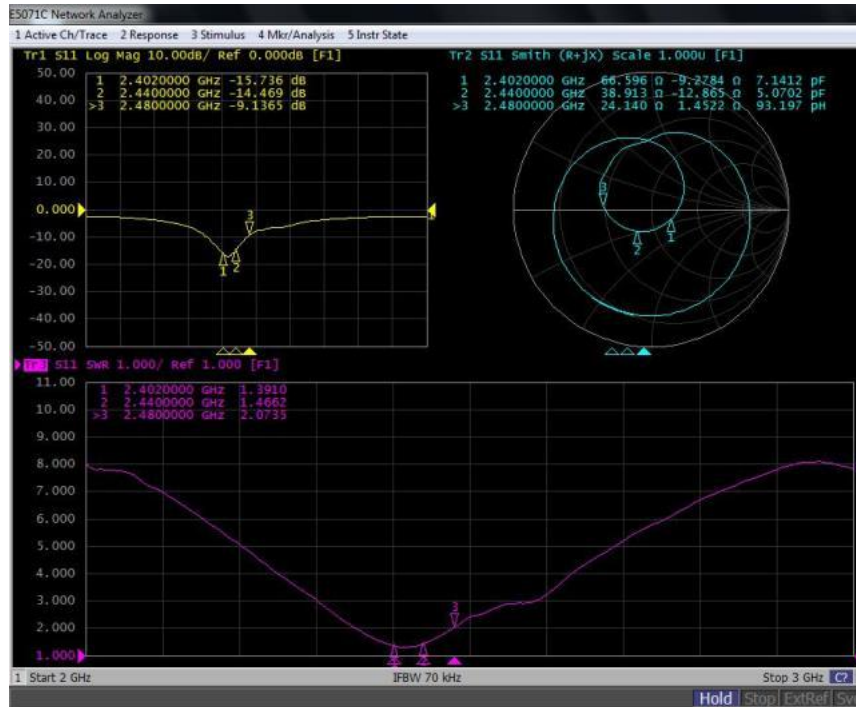 E5071C Network Analyzer
1 Active Ch/Trace 2 Response 3 Stimulus 4 Mkr/Analysis 5 Instr State
Tr1 S11 Log Mag 10.00dB/ Ref 0.000dB [F1]
50.00
1 2.4020000 GHz -15.736 dB
2 2.4400000 GHz -14.469 dB
>3 2.4800000 GHz -9.1365 dB
40.00
30.00
20.00
10.00
0.000
-10.00
-20.00
-30.00
-40.00
-50.00
3
1
2
1
Tr2 S11 Smith (R+jX) Scale 1.000U [F1]
1 2.4020000 GHz 66.596 Ω -9.2784 Ω 7.1412 pF
2 2.4400000 GHz 38.913 Ω -12.865 Ω 5.0702 pF
>3 2.4800000 GHz 24.140 Ω 1.4522 Ω 93.197 pH
3
1
2
Tr3 S11 SWR 1.000/ Ref 1.000 [F1]
11.00
1 2.4020000 GHz 1.3910
2 2.4400000 GHz 1.4662
>3 2.4800000 GHz 2.0735
10.00
9.000
8.000
7.000
6.000
5.000
4.000
3.000
2.000
1.000
3
1 Start 2 GHz IFBW 70 kHz Stop 3 GHz C?
Hold Stop ExtRef